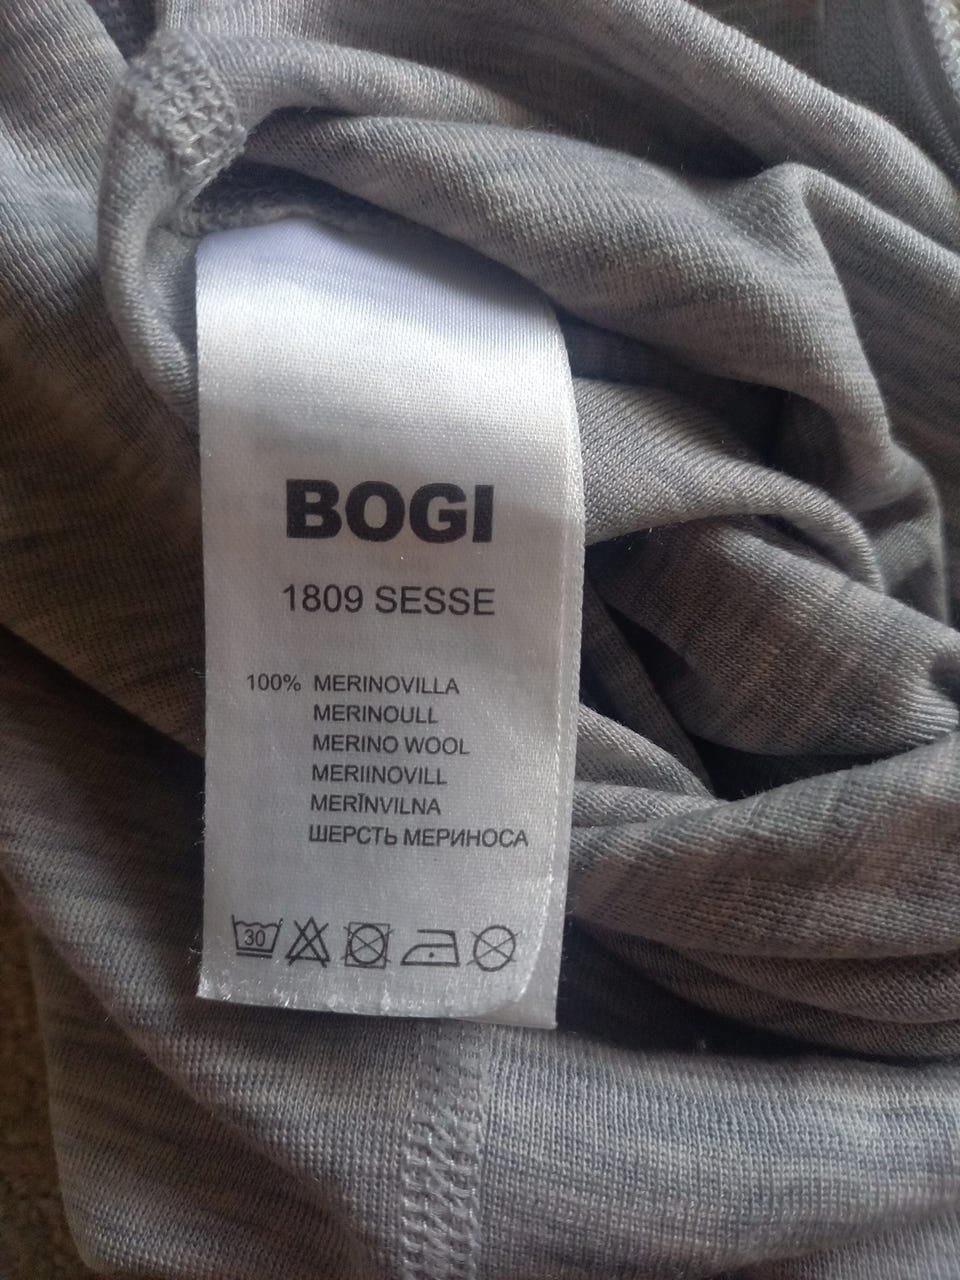 BOGI
1809 SESSE
100% MERINOVILLA
MERINOULL
MERINO WOOL
MERIINOVILL
MERĪNVILNA
ШЕРСТЬ МЕРИНОСА
30